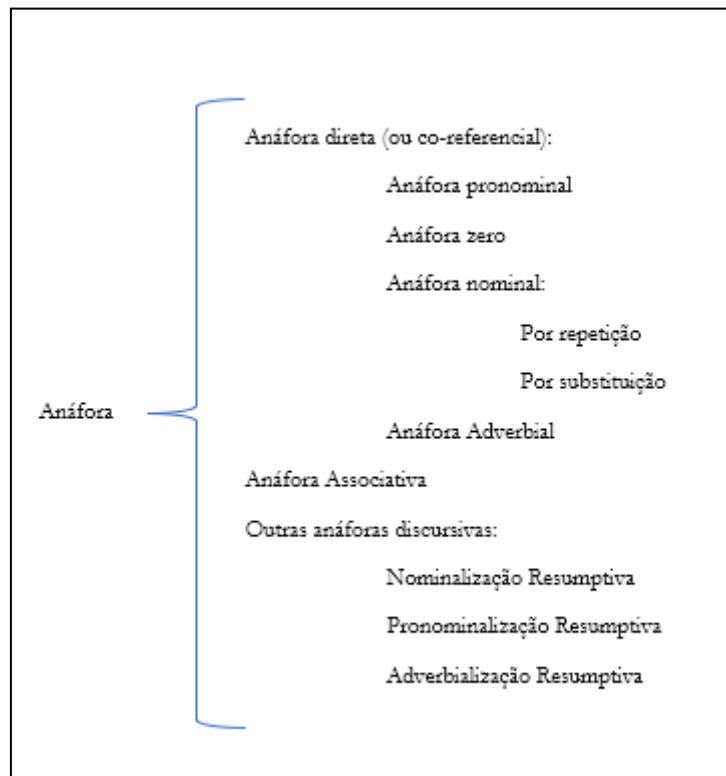 Anáfora direta (ou co-referencial):
Anáfora pronominal
Anáfora zero
Anáfora nominal:
Por repetição
Por substituição
Anáfora
Anáfora Adverbial
Anáfora Associativa
Outras anáforas discursivas:
Nominalização Resumptiva
Pronominalização Resumptiva
Adverbialização Resumptiva